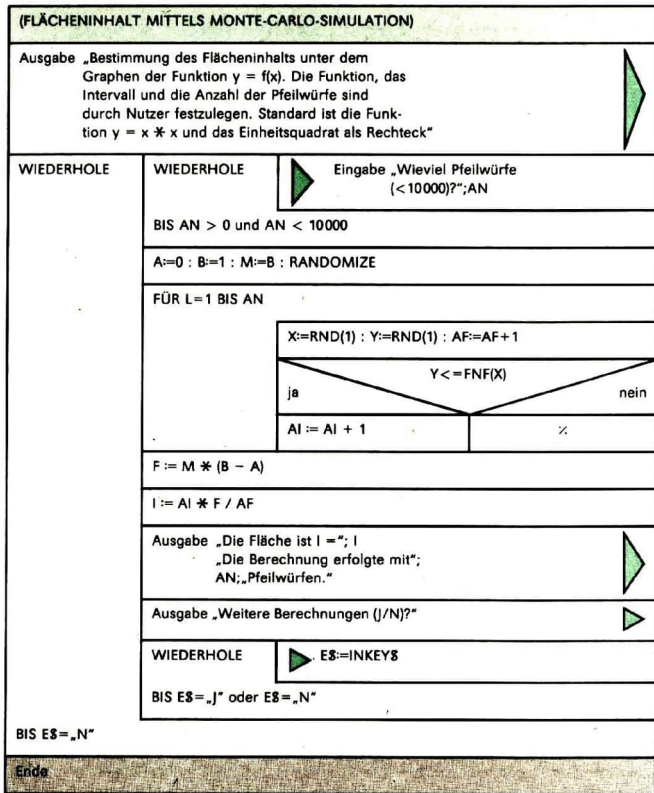 (FLÄCHENINHALT MITTELS MONTE-CARLO-SIMULATION)
Ausgabe „Bestimmung des Flächeninhalts unter dem
Graphen der Funktion y = f(x). Die Funktion, das
Intervall und die Anzahl der Pfeilwürfe sind
durch Nutzer festzulegen. Standard ist die Funk-
tion y = x * x und das Einheitsquadrat als Rechteck"
WIEDERHOLE
WIEDERHOLE
Eingabe „Wieviel Pfeilwürfe
(<10000)?";AN
BIS AN > 0 und AN < 10000
A:=0 : B:=1 : M:=B : RANDOMIZE
FÜR L=1 BIS AN
X:=RND(1) : Y:=RND(1) : AF:=AF+1
Y<=FNF(X)
ja
nein
AI := AI + 1
⁒
F := M * (B − A)
I := AI * F / AF
Ausgabe „Die Fläche ist I ="; I
„Die Berechnung erfolgte mit";
AN;„Pfeilwürfen."
Ausgabe „Weitere Berechnungen (J/N)?"
WIEDERHOLE
E$:=INKEY$
BIS E$=„J" oder E$=„N"
BIS E$=„N"
Ende